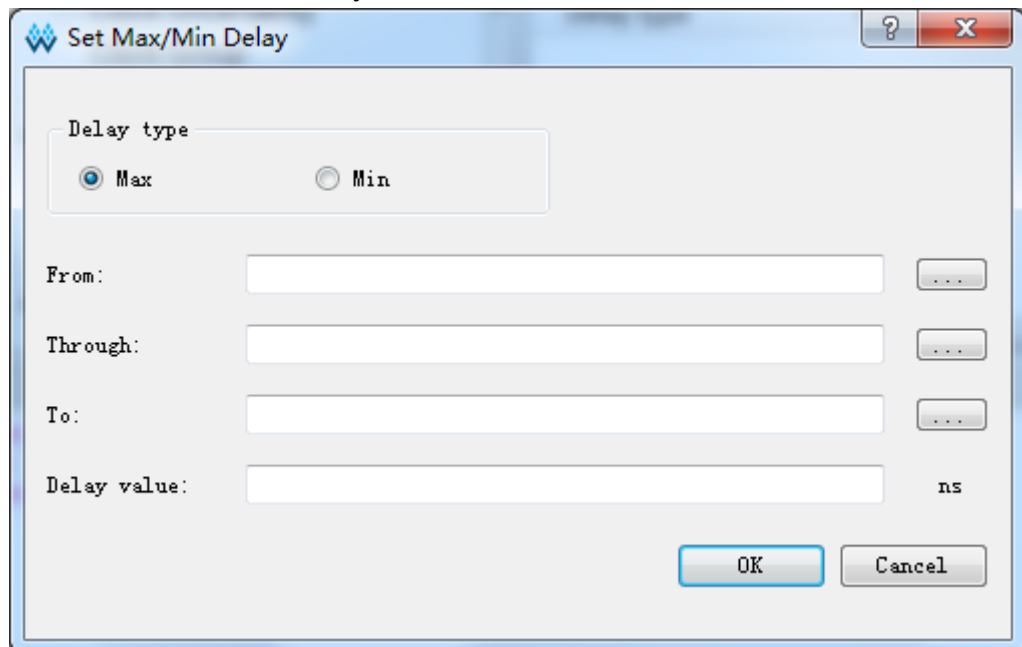 Set Max/Min Delay
Delay type
Max Min
From: ...
Through: ...
To: ...
Delay value: ns
OK Cancel